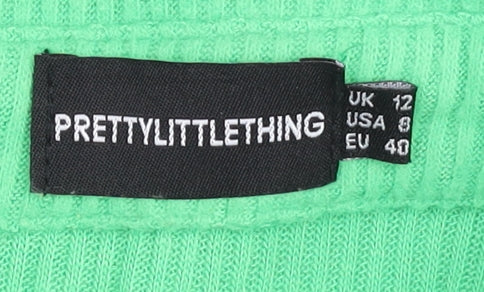 PRETTYLITTLETHING
UK 12
USA 8
EU 40